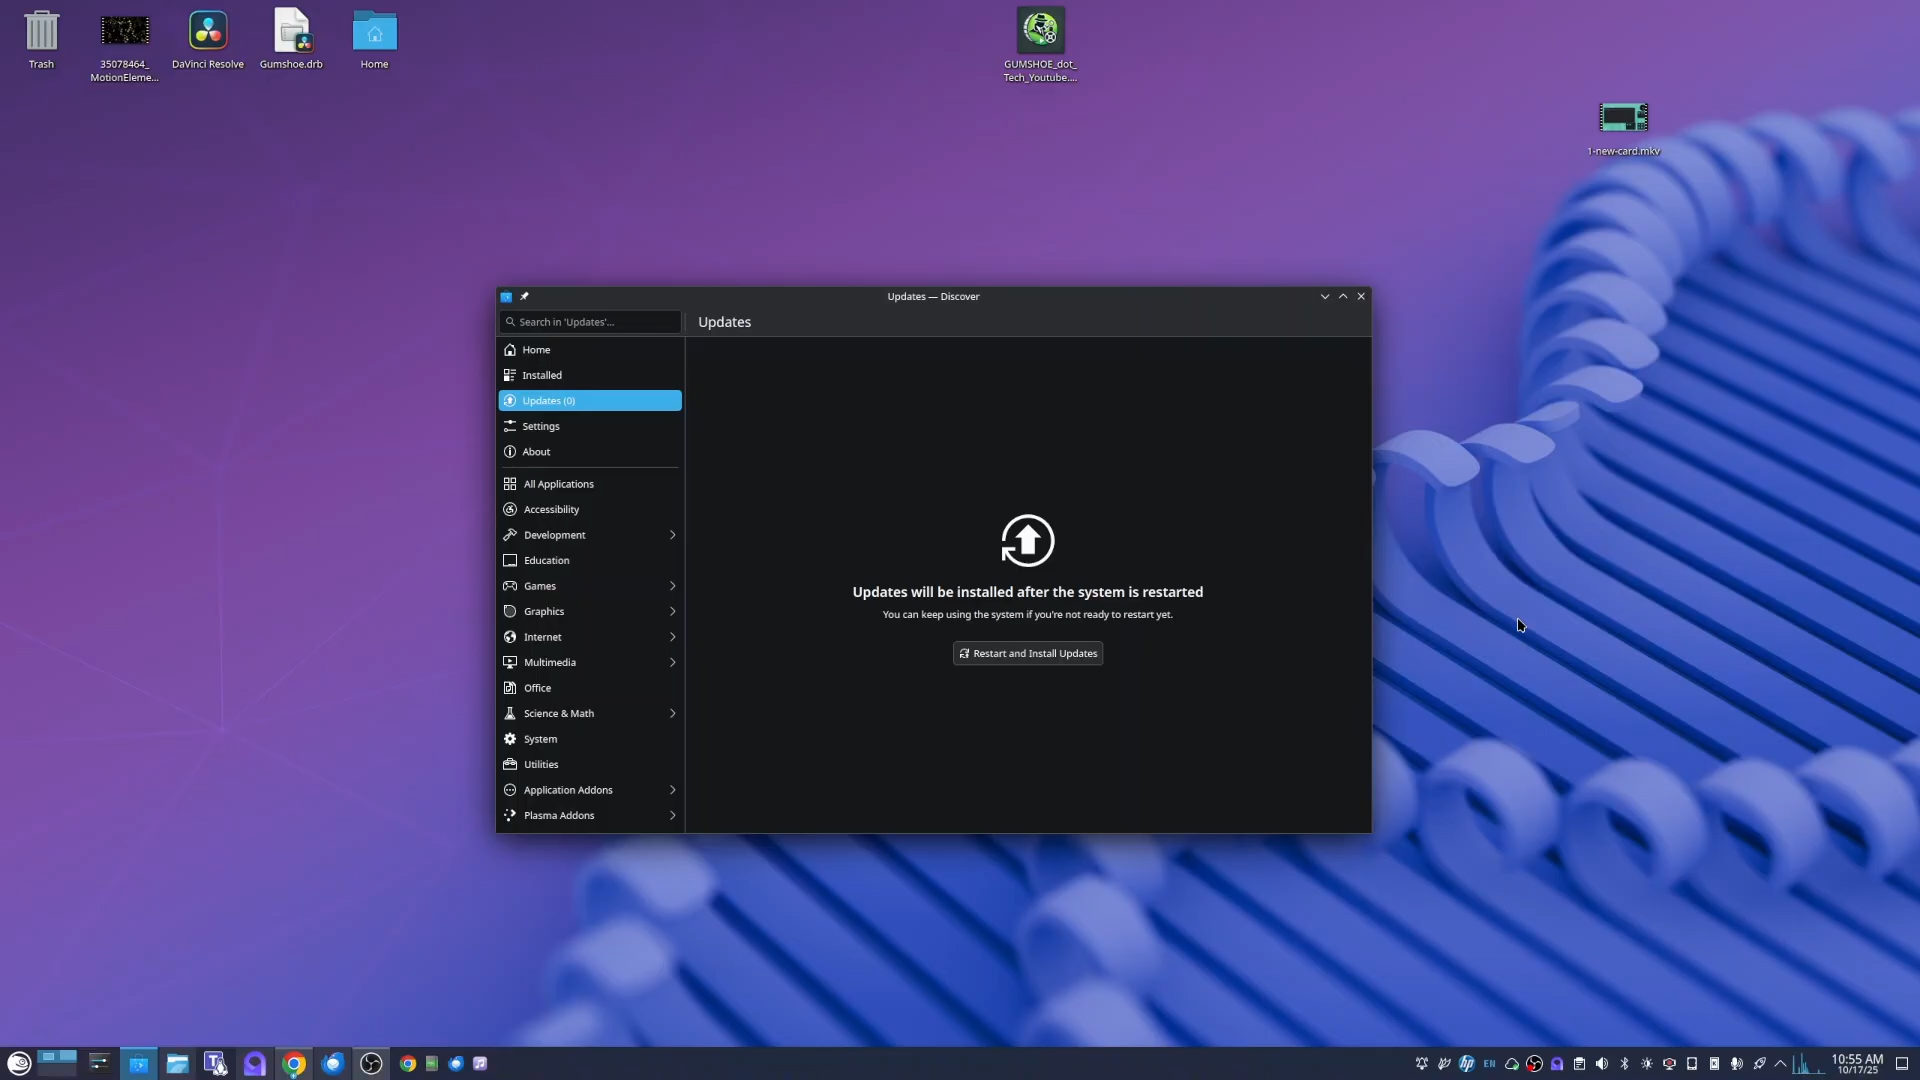 Trash
35078464_
MotionEleme...
DaVinci Resolve
Gumshoe.drb
Home
GUMSHOE_dot_
Tech_Youtube....
1-new-card.mkv
Updates — Discover
Search in 'Updates'...
Updates
Home
Installed
Updates (0)
Settings
About
All Applications
Accessibility
Development
Education
Games
Graphics
Internet
Multimedia
Office
Science & Math
System
Utilities
Application Addons
Plasma Addons
Updates will be installed after the system is restarted
You can keep using the system if you're not ready to restart yet.
Restart and Install Updates
hp
EN
10:55 AM
10/17/25